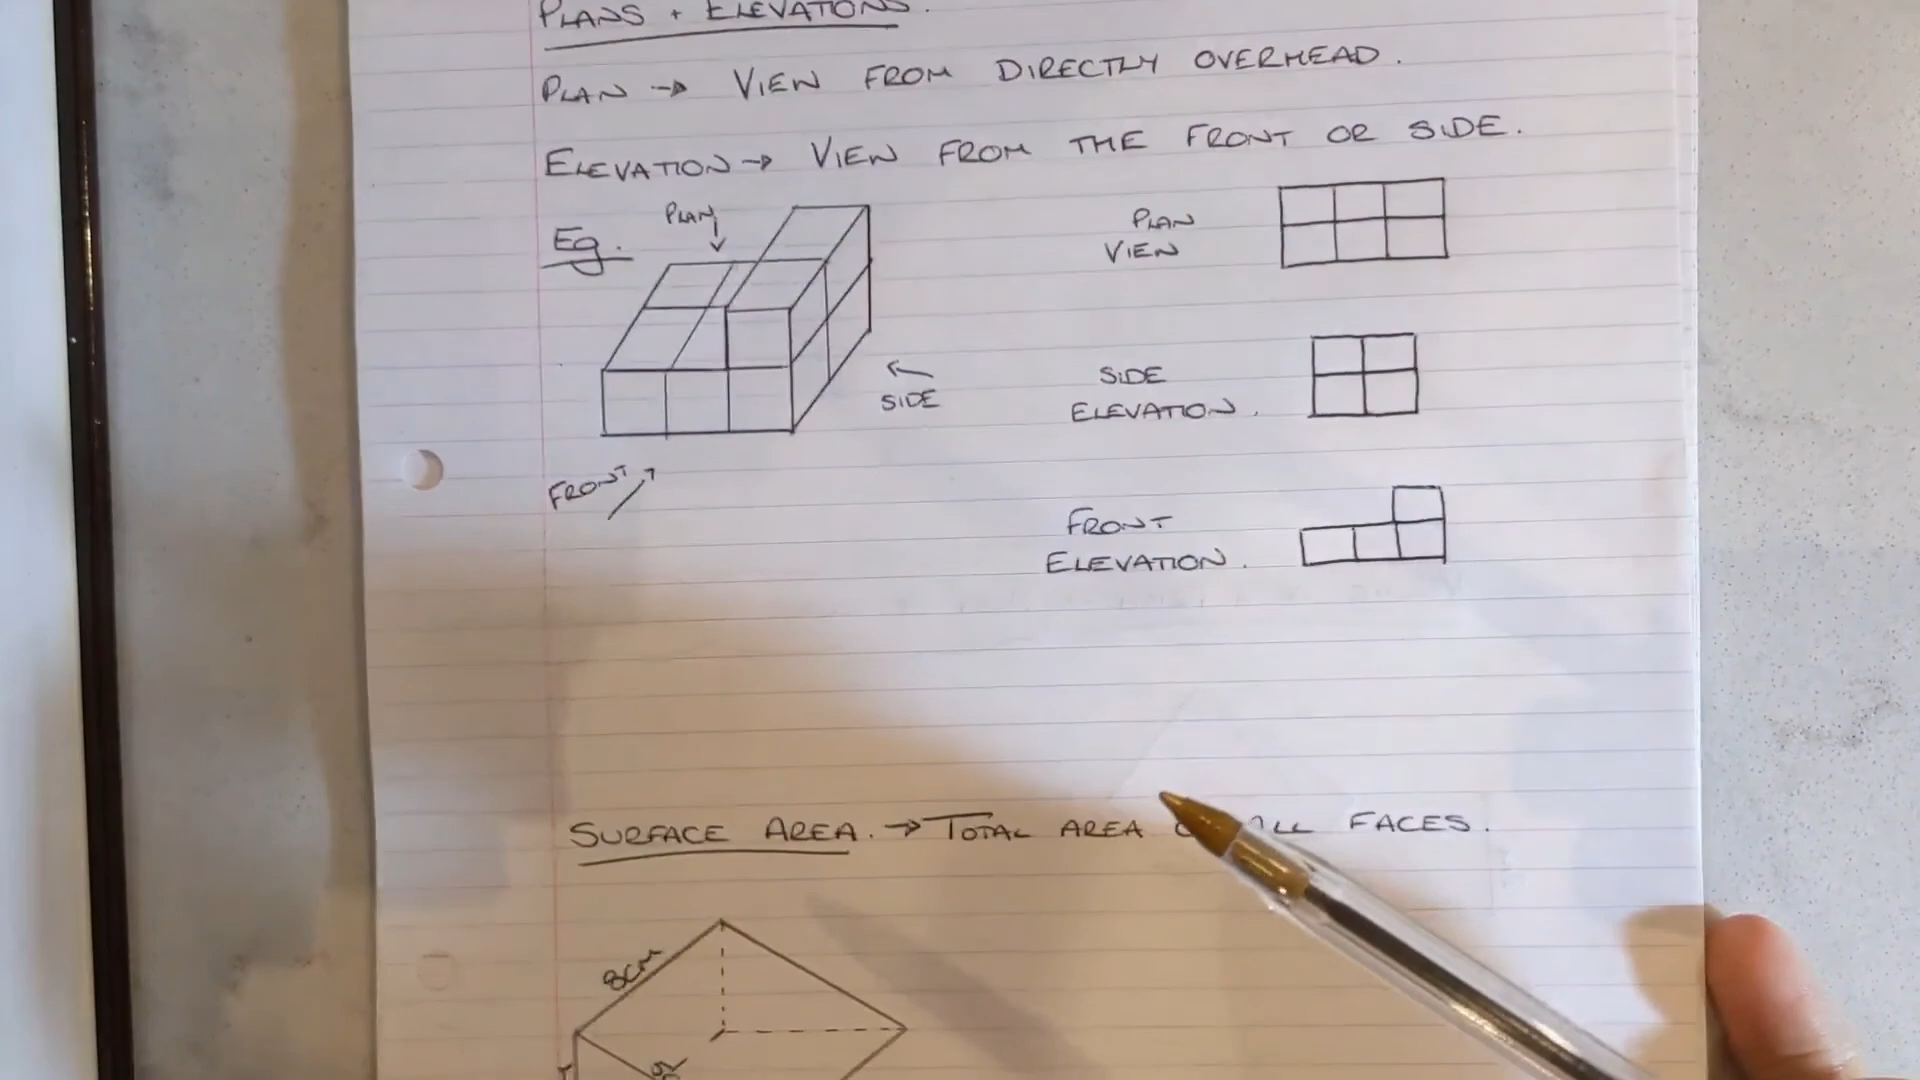 PLANS + ELEVATIONS.
PLAN → VIEW FROM DIRECTLY OVERHEAD.
ELEVATION → VIEW FROM THE FRONT OR SIDE.
Eg.
PLAN
SIDE
FRONT
PLAN
VIEW
SIDE
ELEVATION.
FRONT
ELEVATION.
SURFACE AREA. → TOTAL AREA ALL FACES.
8cm